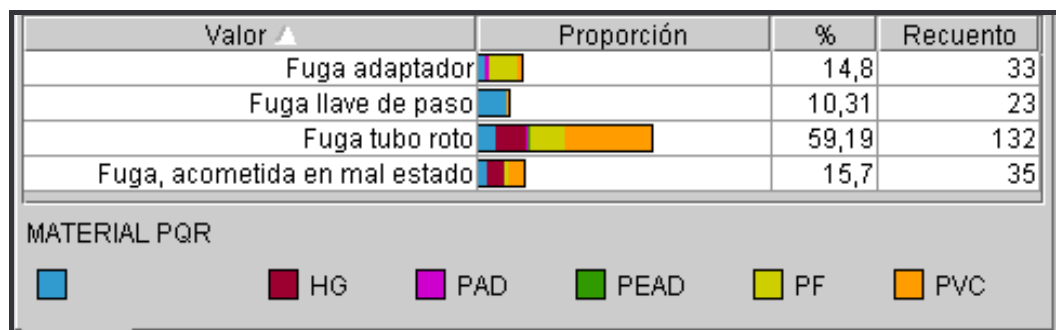 Valor Proporción % Recuento
Fuga adaptador 14,8 33
Fuga llave de paso 10,31 23
Fuga tubo roto 59,19 132
Fuga, acometida en mal estado 15,7 35
MATERIAL PQR
HG PAD PEAD PF PVC